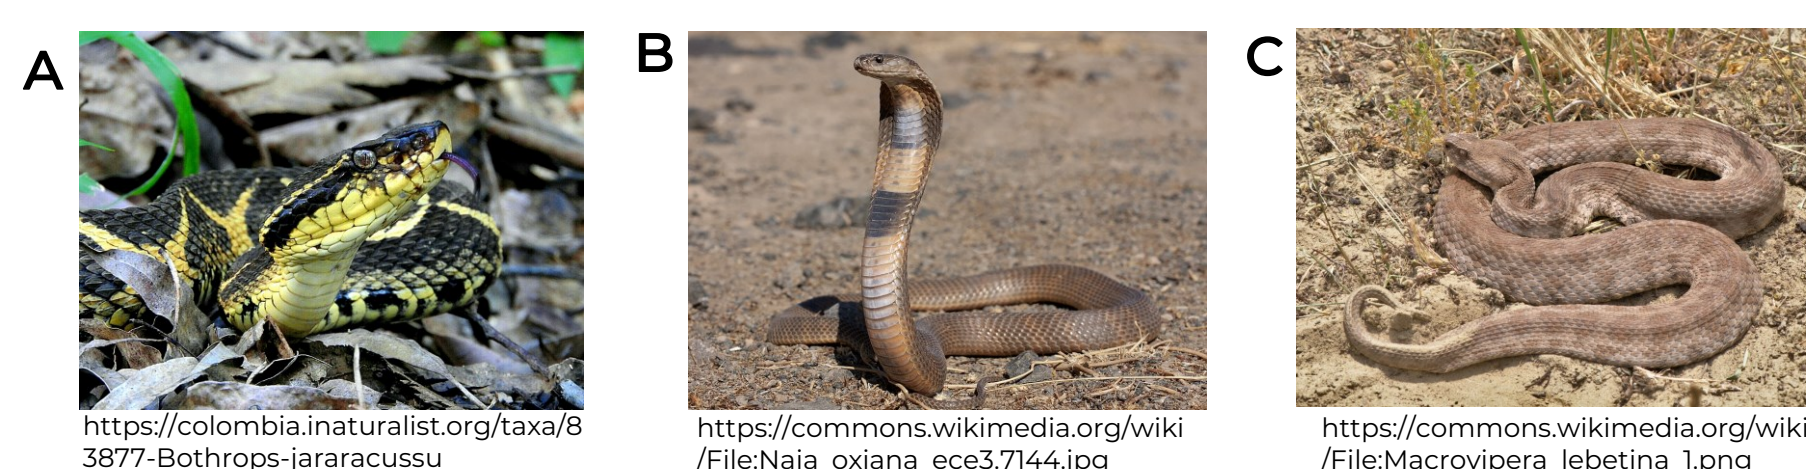 A
https://colombia.inaturalist.org/taxa/8
3877-Bothrops-jararacussu
B
https://commons.wikimedia.org/wiki
/File:Naja_oxiana_ece3.7144.jpg
C
https://commons.wikimedia.org/wiki
/File:Macrovipera_lebetina_1.png